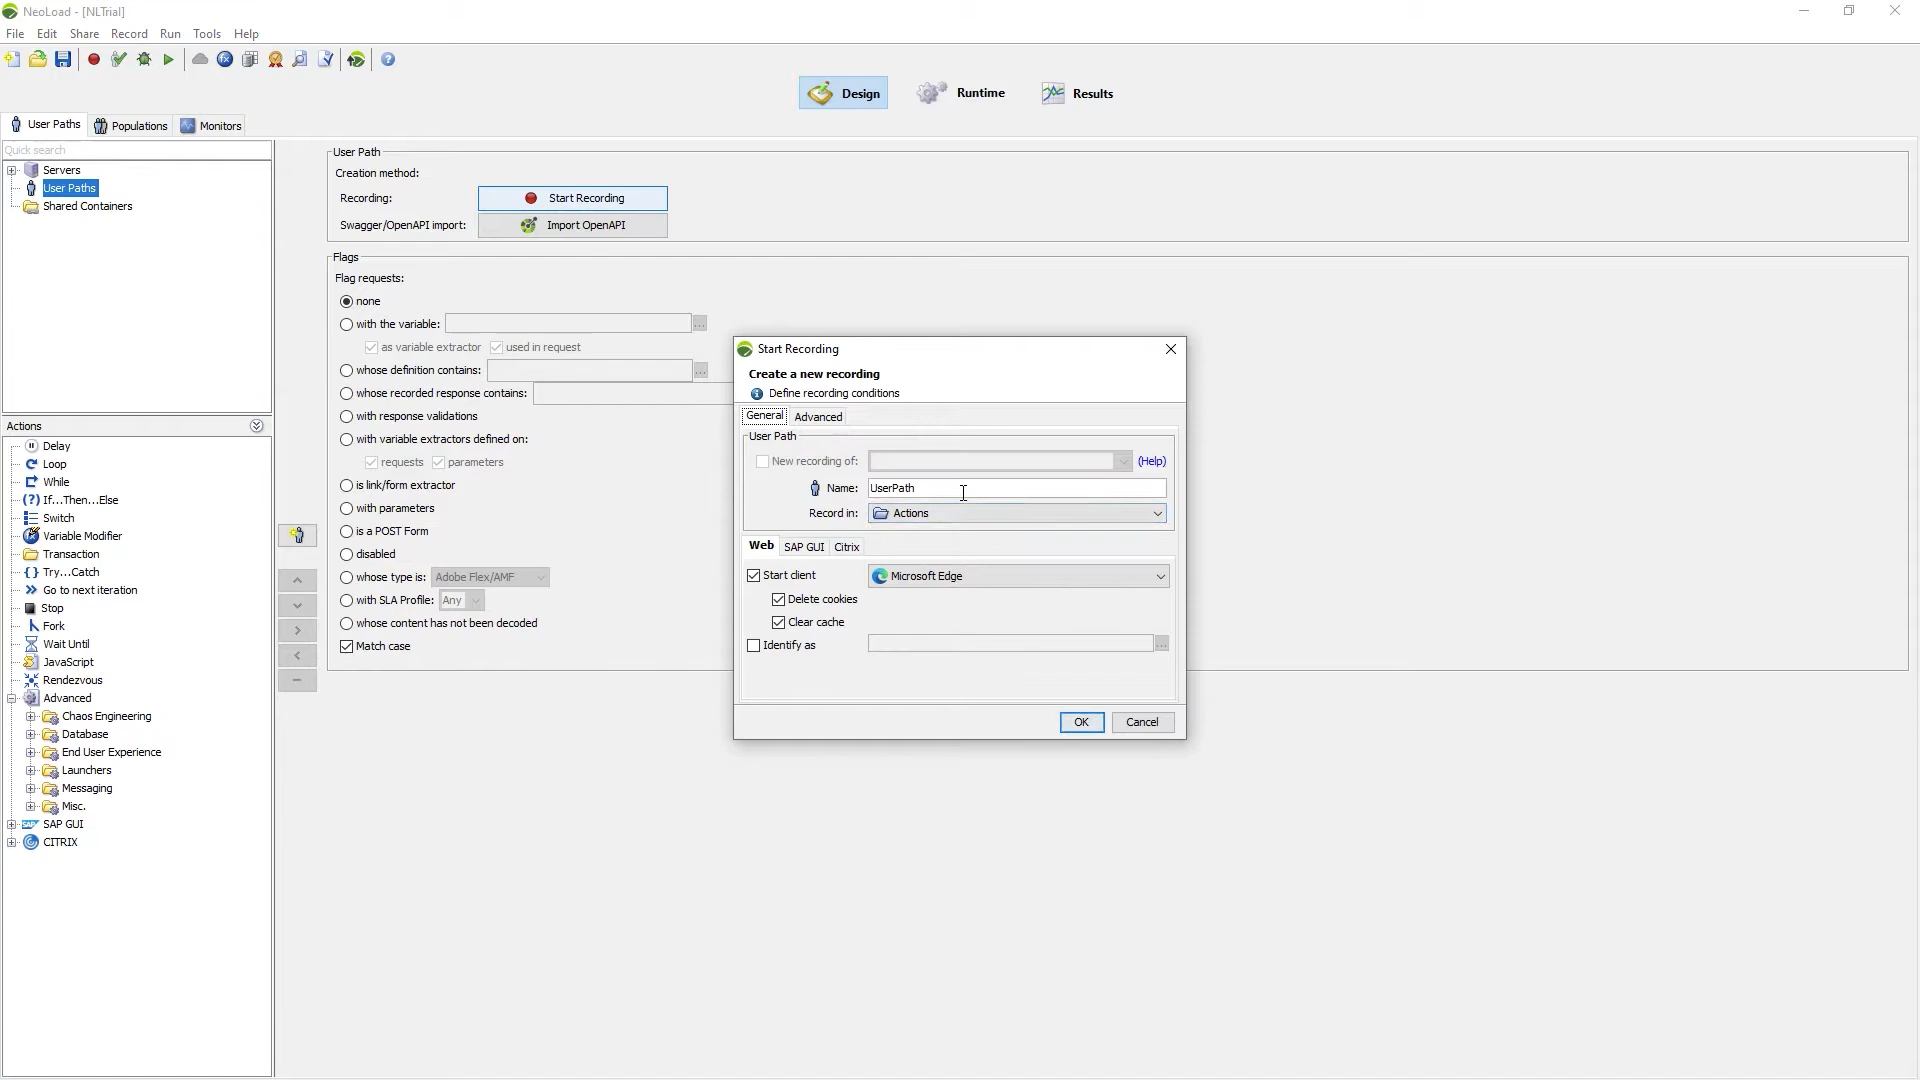 NeoLoad - [NLTrial]
File Edit Share Record Run Tools Help
Design Runtime Results
User Paths Populations Monitors
Quick search
Servers
User Paths
Shared Containers
Actions
Delay
Loop
While
If...Then...Else
Switch
Variable Modifier
Transaction
Try...Catch
Go to next iteration
Stop
Fork
Wait Until
JavaScript
Rendezvous
Advanced
Chaos Engineering
Database
End User Experience
Launchers
Messaging
Misc.
SAP GUI
CITRIX
User Path
Creation method:
Recording: Start Recording
Swagger/OpenAPI import: Import OpenAPI
Flags
Flag requests:
none
with the variable: ...
as variable extractor used in request
whose definition contains: ...
whose recorded response contains:
with response validations
with variable extractors defined on:
requests parameters
is link/form extractor
with parameters
is a POST Form
disabled
whose type is: Adobe Flex/AMF
with SLA Profile: Any
whose content has not been decoded
Match case
Start Recording
Create a new recording
Define recording conditions
General Advanced
User Path
New recording of: (Help)
Name: UserPath
Record in: Actions
Web SAP GUI Citrix
Start client Microsoft Edge
Delete cookies
Clear cache
Identify as ...
OK Cancel